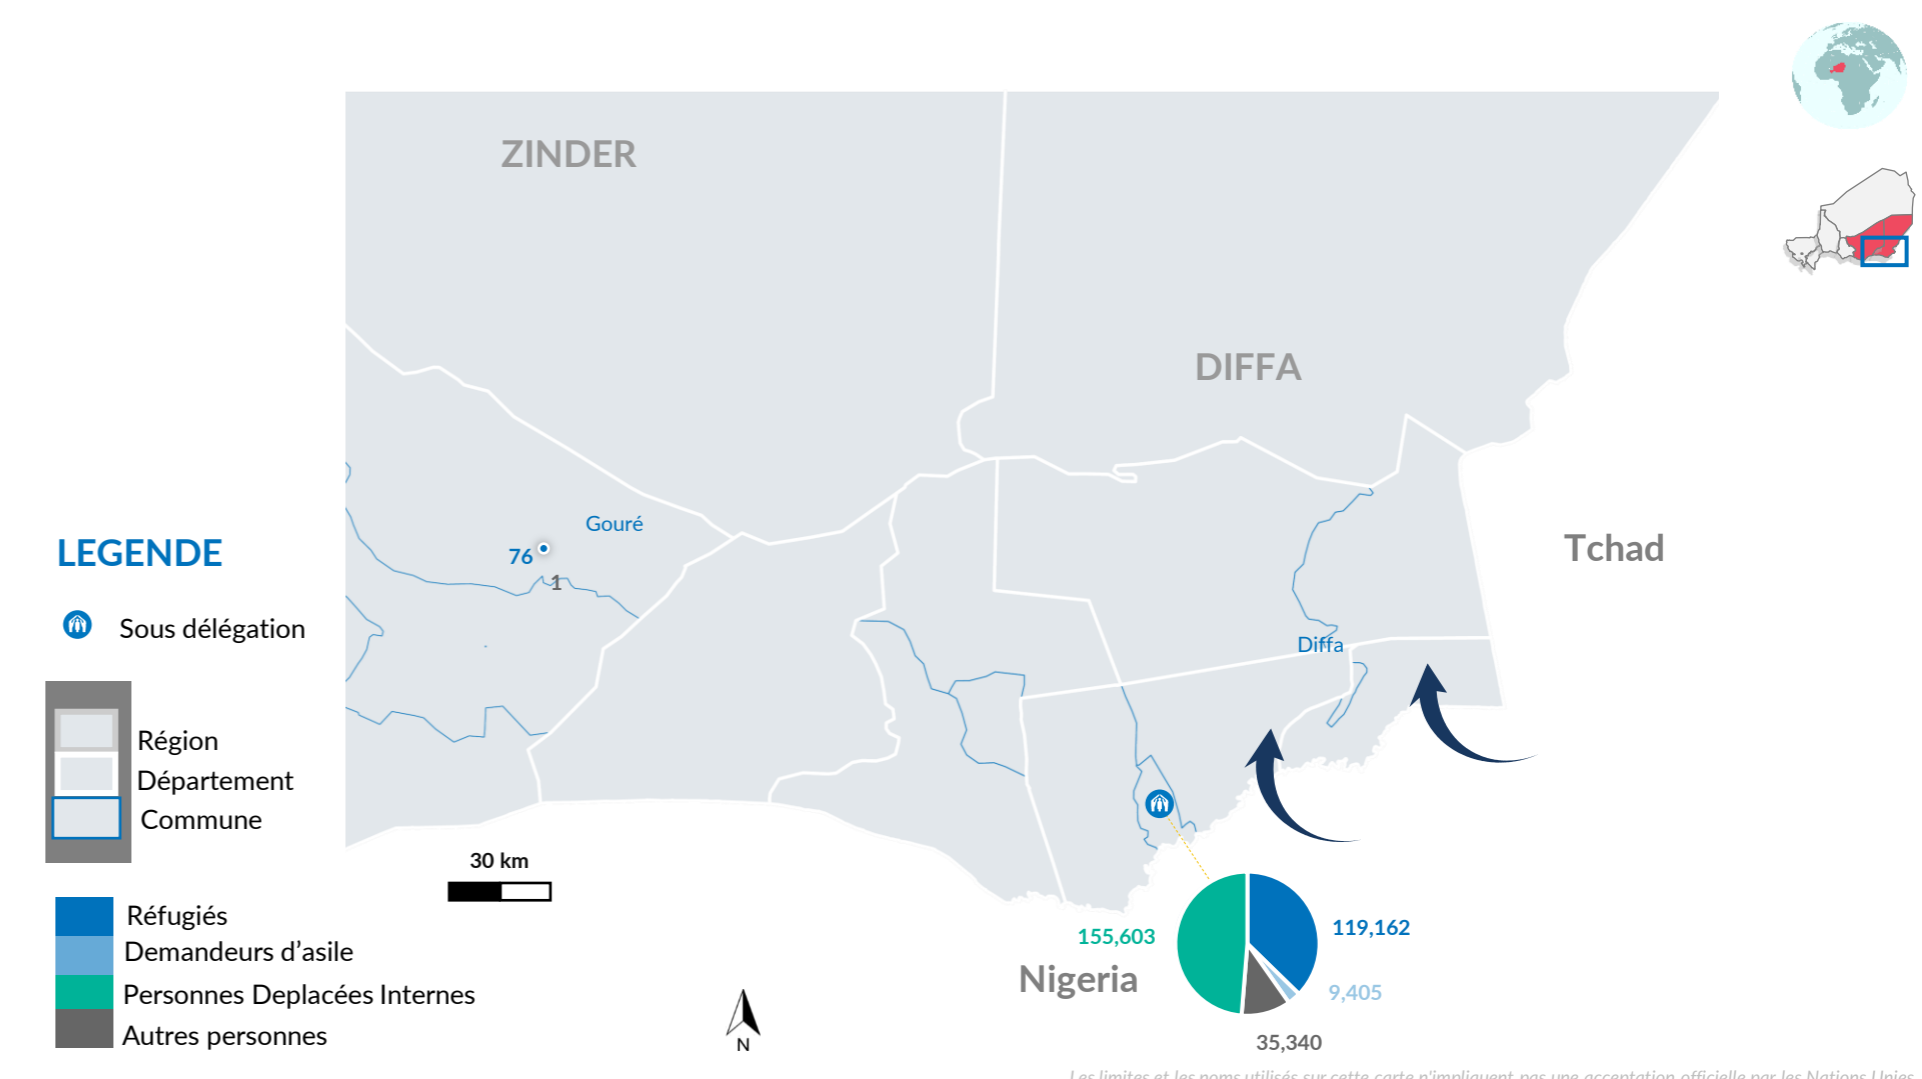 ZINDER
DIFFA
Gouré
76
1
Tchad
Diffa
LEGENDE
Sous délégation
Région
Département
Commune
30 km
Réfugiés
Demandeurs d’asile
Personnes Deplacées Internes
Autres personnes
N
155,603
119,162
Nigeria
9,405
35,340
Les limites et les noms utilisés sur cette carte n'impliquent pas une acceptation officielle par les Nations Unies